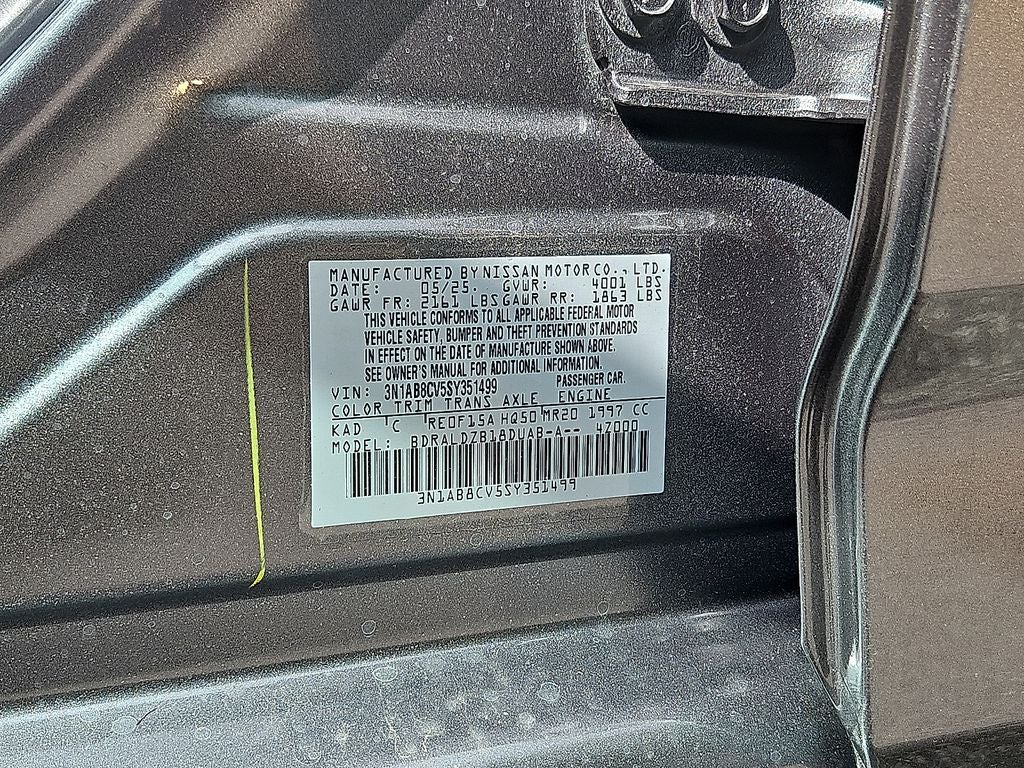 MANUFACTURED BY NISSAN MOTOR CO., LTD.
DATE: 05/25. GVWR: 4001 LBS
GAWR FR: 2161 LBS GAWR RR: 1863 LBS
THIS VEHICLE CONFORMS TO ALL APPLICABLE FEDERAL MOTOR
VEHICLE SAFETY, BUMPER AND THEFT PREVENTION STANDARDS
IN EFFECT ON THE DATE OF MANUFACTURE SHOWN ABOVE.
SEE OWNER'S MANUAL FOR ADDITIONAL INFORMATION.
VIN: 3N1AB8CV5SY351499 PASSENGER CAR.
COLOR TRIM TRANS AXLE ENGINE
KAD C RE0F15A HQ50 MR20 1997 CC
MODEL: BDRALDZB18DUAB-A-- 4Z000
3N1AB8CV5SY351499